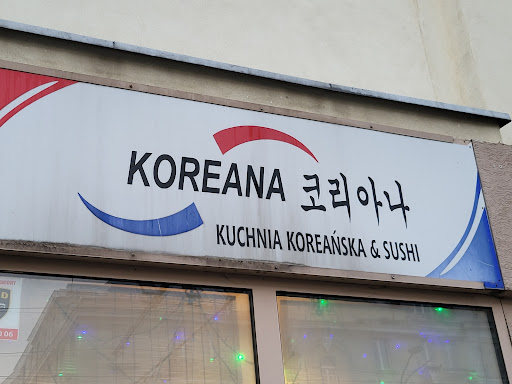 KOREANA 코리아나
KUCHNIA KOREAŃSKA & SUSHI